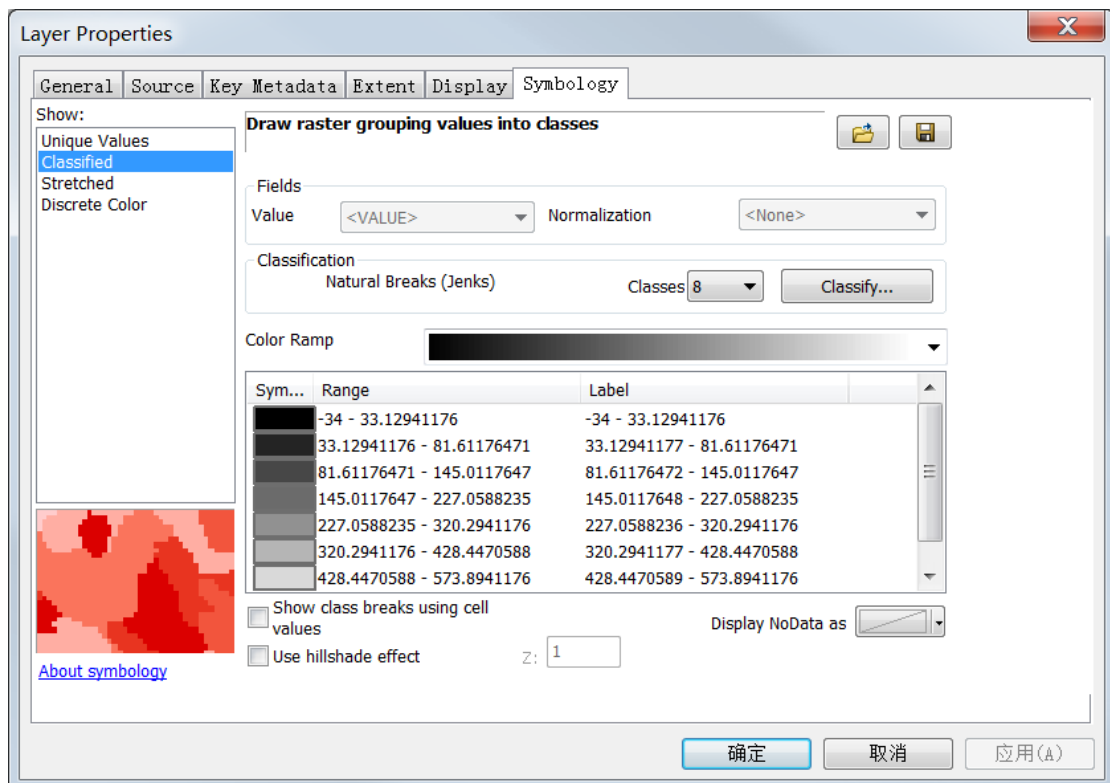 Layer Properties
General Source Key Metadata Extent Display Symbology
Show:
Unique Values
Classified
Stretched
Discrete Color
About symbology
Draw raster grouping values into classes
Fields
Value <VALUE> Normalization <None>
Classification
Natural Breaks (Jenks) Classes 8 Classify...
Color Ramp
Sym... Range Label
-34 - 33.12941176 -34 - 33.12941176
33.12941176 - 81.61176471 33.12941177 - 81.61176471
81.61176471 - 145.0117647 81.61176472 - 145.0117647
145.0117647 - 227.0588235 145.0117648 - 227.0588235
227.0588235 - 320.2941176 227.0588236 - 320.2941176
320.2941176 - 428.4470588 320.2941177 - 428.4470588
428.4470588 - 573.8941176 428.4470589 - 573.8941176
Show class breaks using cell
values
Display NoData as
Use hillshade effect Z: 1
确定 取消 应用(A)